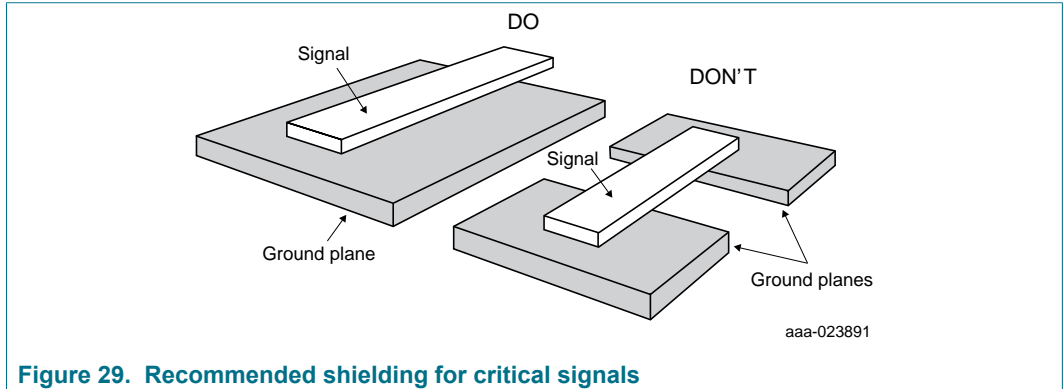 DO
Signal
DON'T
Signal
Ground plane
Ground planes
aaa-023891
Figure 29. Recommended shielding for critical signals